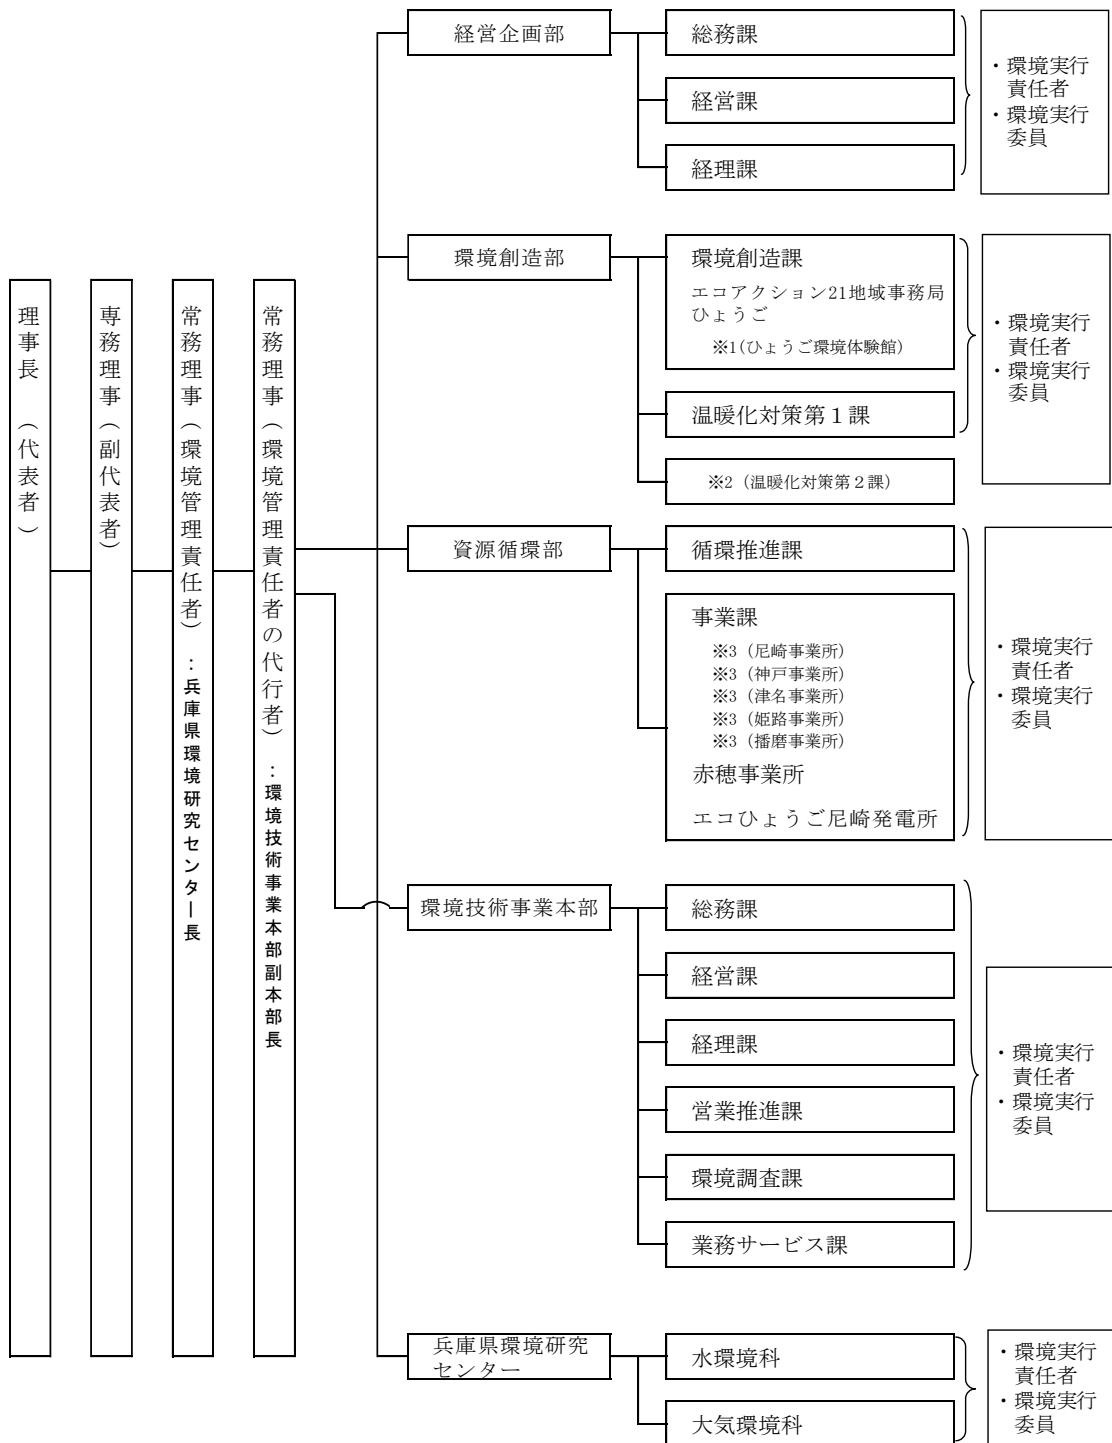 理事長　（代表者）
専務理事（副代表者）
常務理事（環境管理責任者）：兵庫県環境研究センター長
常務理事（環境管理責任者の代行者）：環境技術事業本部副本部長
経営企画部
総務課
経営課
経理課
・環境実行
責任者
・環境実行
委員
環境創造部
環境創造課
エコアクション21地域事務局
ひょうご
※1(ひょうご環境体験館)
温暖化対策第１課
※2（温暖化対策第２課）
・環境実行
責任者
・環境実行
委員
資源循環部
循環推進課
事業課
※3（尼崎事業所）
※3（神戸事業所）
※3（津名事業所）
※3（姫路事業所）
※3（播磨事業所）
赤穂事業所
エコひょうご尼崎発電所
・環境実行
責任者
・環境実行
委員
環境技術事業本部
総務課
経営課
経理課
営業推進課
環境調査課
業務サービス課
・環境実行
責任者
・環境実行
委員
兵庫県環境研究
センター
水環境科
大気環境科
・環境実行
責任者
・環境実行
委員